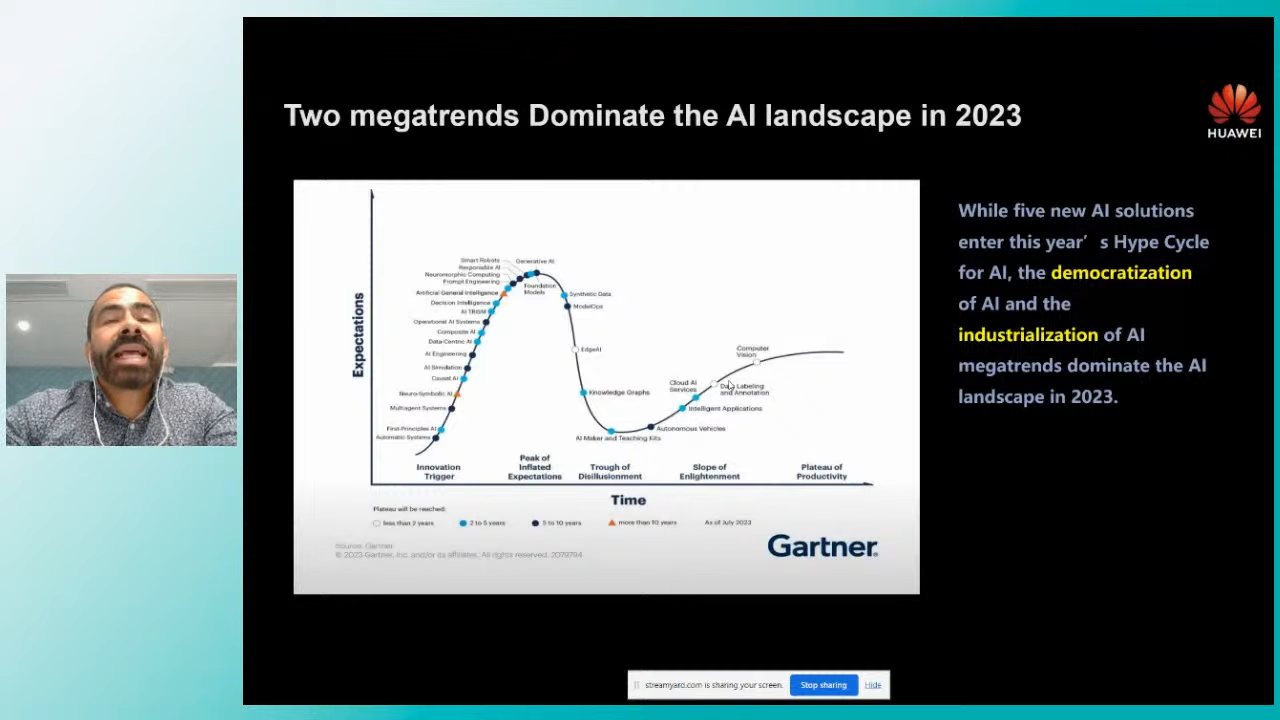 Two megatrends Dominate the AI landscape in 2023
HUAWEI
While five new AI solutions
enter this year’s Hype Cycle
for AI, the democratization
of AI and the
industrialization of AI
megatrends dominate the AI
landscape in 2023.
Expectations
Smart Robots
Responsible AI
Neuromorphic Computing
Prompt Engineering
Artificial General Intelligence
Decision Intelligence
AI TRiSM
Operational AI Systems
Composite AI
Data-Centric AI
AI Engineering
AI Simulation
Causal AI
Neuro-Symbolic AI
Multiagent Systems
First-Principles AI
Automatic Systems
Generative AI
Foundation
Models
Synthetic Data
ModelOps
EdgeAI
Knowledge Graphs
AI Maker and Teaching Kits
Autonomous Vehicles
Intelligent Applications
Cloud AI
Services
Data Labeling
and Annotation
Computer
Vision
Innovation
Trigger
Peak of
Inflated
Expectations
Trough of
Disillusionment
Slope of
Enlightenment
Plateau of
Productivity
Time
Plateau will be reached:
less than 2 years
2 to 5 years
5 to 10 years
more than 10 years
As of July 2023
Source: Gartner
© 2023 Gartner, Inc. and/or its affiliates. All rights reserved. 2079794
Gartner
streamyard.com is sharing your screen.
Stop sharing
Hide